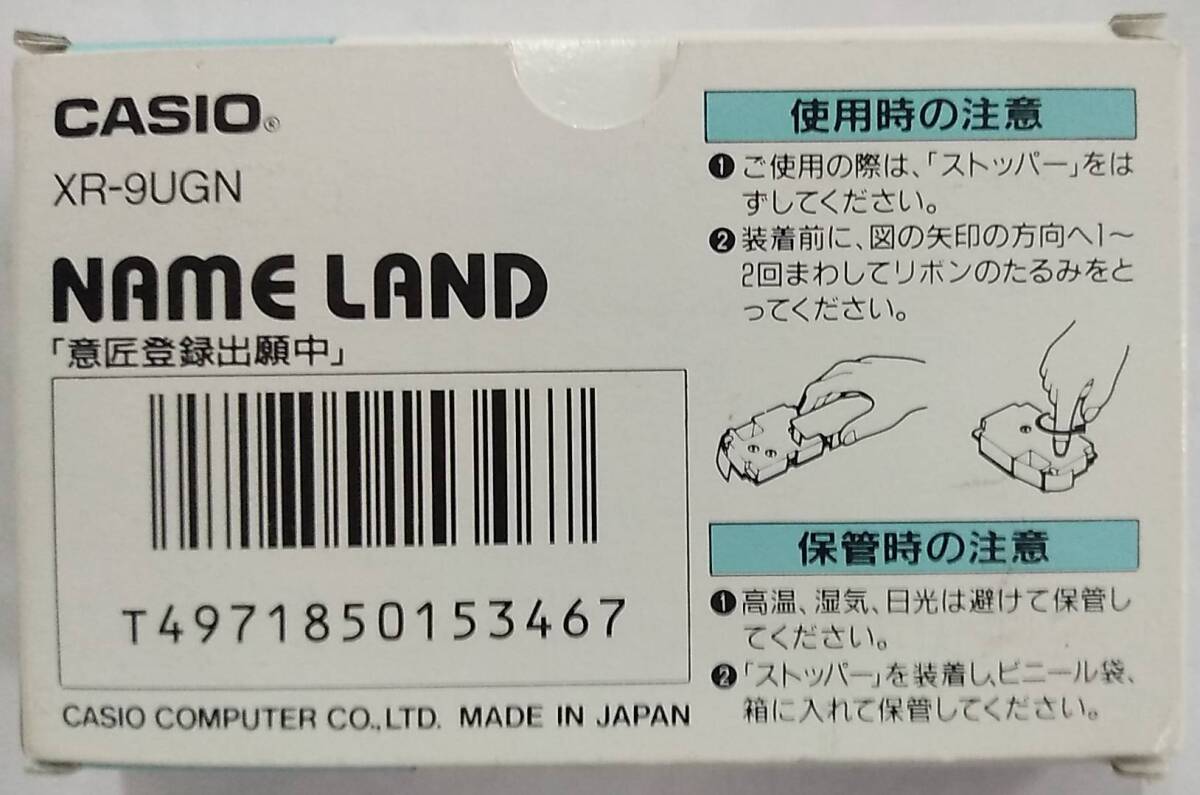 CASIO®
XR-9UGN
NAME LAND
「意匠登録出願中」
T4971850153467
CASIO COMPUTER CO.,LTD. MADE IN JAPAN
使用時の注意
❶ご使用の際は、「ストッパー」をは
ずしてください。
❷装着前に、図の矢印の方向へ1〜
2回まわしてリボンのたるみをと
ってください。
保管時の注意
❶高温、湿気、日光は避けて保管し
てください。
❷「ストッパー」を装着し、ビニール袋、
箱に入れて保管してください。